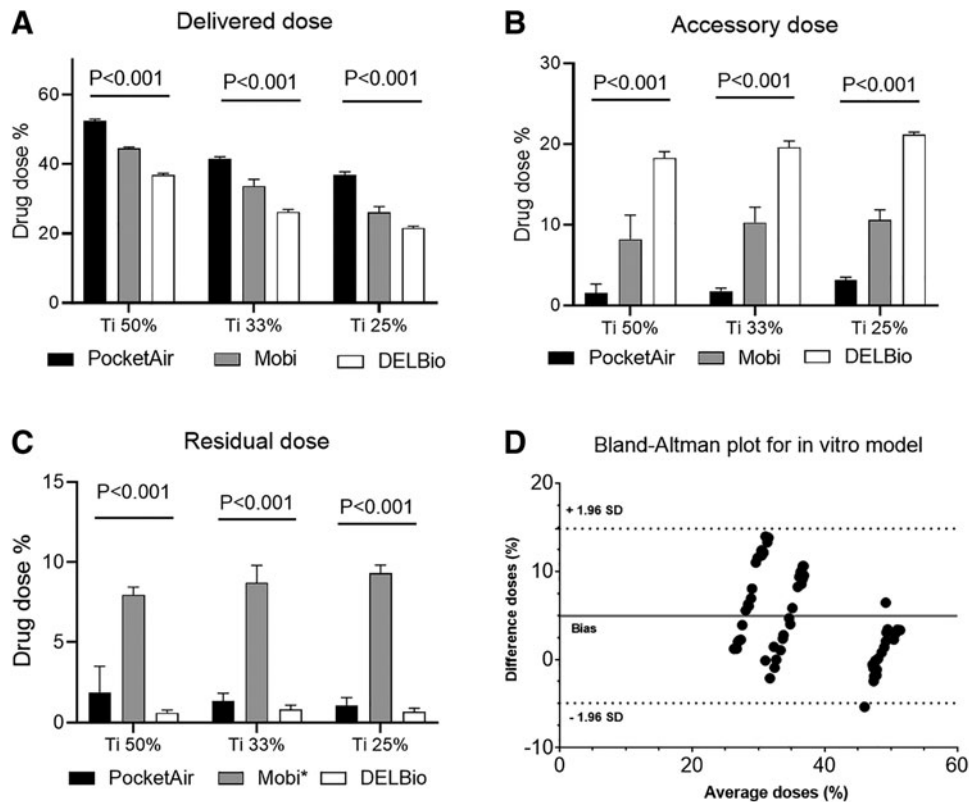 A
Delivered dose
Drug dose %
60
40
20
0
P<0.001
P<0.001
P<0.001
Ti 50%
Ti 33%
Ti 25%
PocketAir
Mobi
DELBio
B
Accessory dose
Drug dose %
30
20
10
0
P<0.001
P<0.001
P<0.001
Ti 50%
Ti 33%
Ti 25%
PocketAir
Mobi
DELBio
C
Residual dose
Drug dose %
15
10
5
0
P<0.001
P<0.001
P<0.001
Ti 50%
Ti 33%
Ti 25%
PocketAir
Mobi*
DELBio
D
Bland-Altman plot for in vitro model
Difference doses (%)
20
10
0
-10
+ 1.96 SD
Bias
- 1.96 SD
0
20
40
60
Average doses (%)